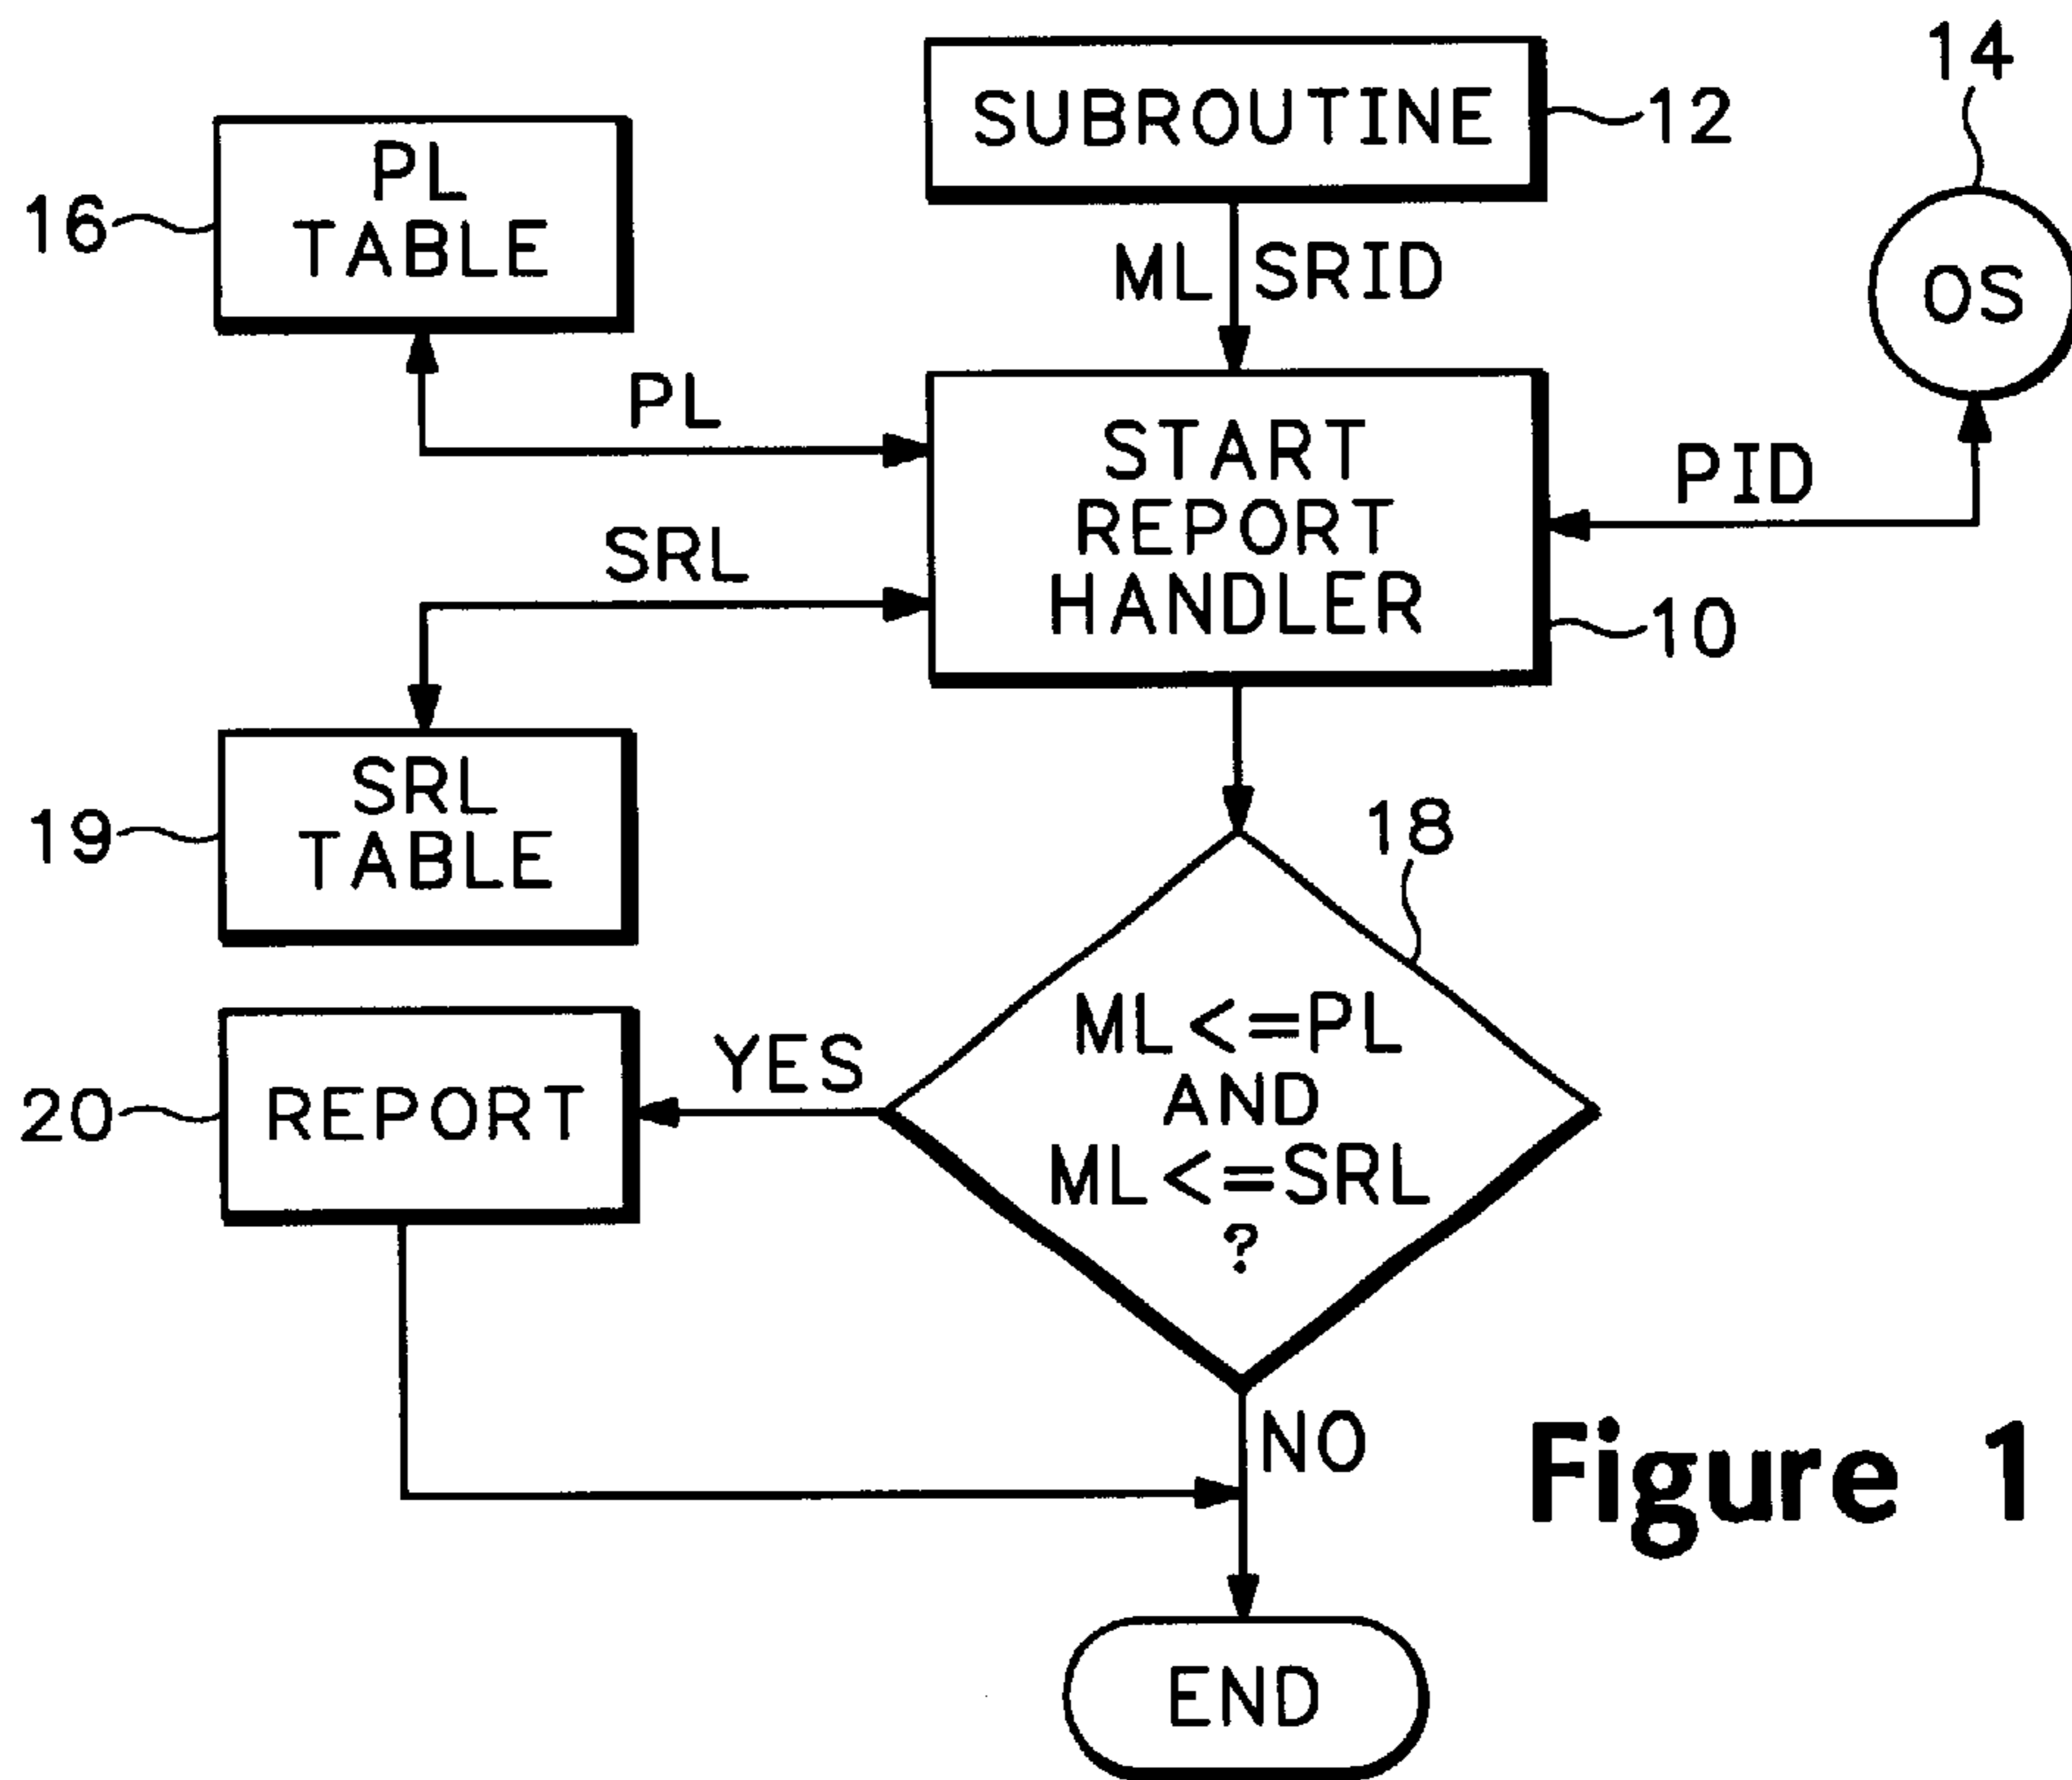 SUBROUTINE
12
14
PL
TABLE
16
ML SRID
OS
PL
START
REPORT
HANDLER
PID
SRL
10
SRL
TABLE
19
18
ML<=PL
AND
ML<=SRL
?
YES
REPORT
20
NO
Figure 1
END